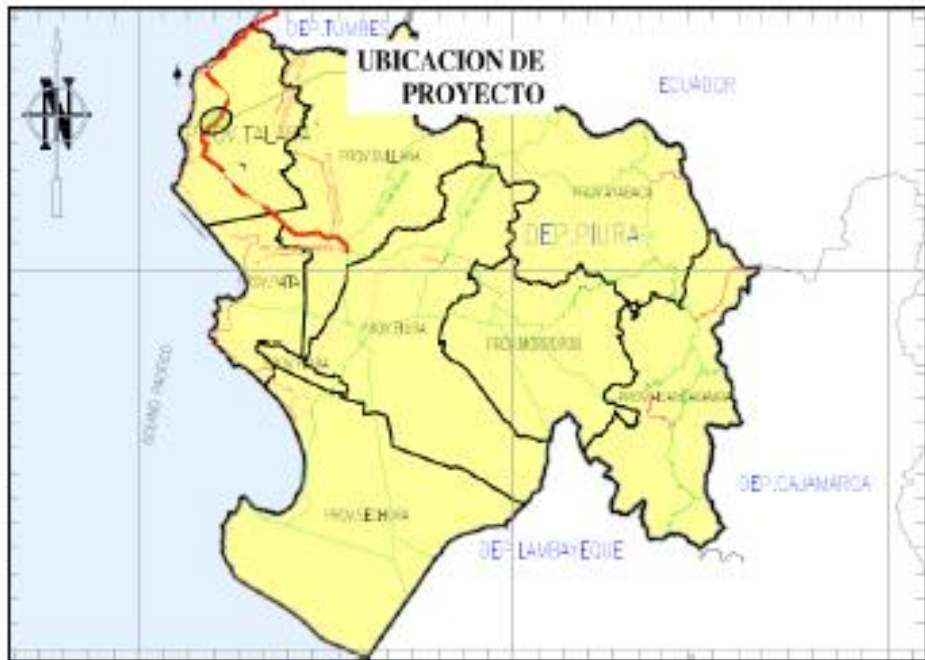 DEP.TUMBES
UBICACION DE
PROYECTO
ECUADOR
N
PROV.TALARA
PROV.SULLANA
PROV.AYABACA
DEP.PIURA
PROV.PAITA
PROV.PIURA
PROV.MORROPON
OCEANO PACIFICO
PROV.HUANCABAMBA
DEP.CAJAMARCA
PROV.SECHURA
DEP.LAMBAYEQUE